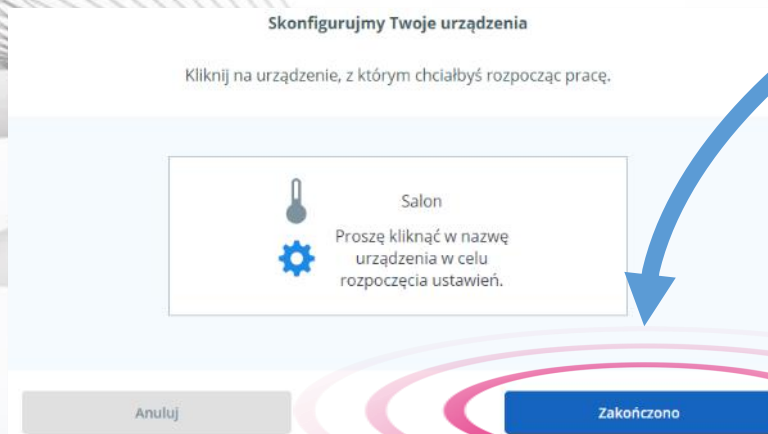 Skonfigurujmy Twoje urządzenia
Kliknij na urządzenie, z którym chciałbyś rozpocząc pracę.
Salon
Proszę kliknąć w nazwę
urządzenia w celu
rozpoczęcia ustawień.
Anuluj
Zakończono